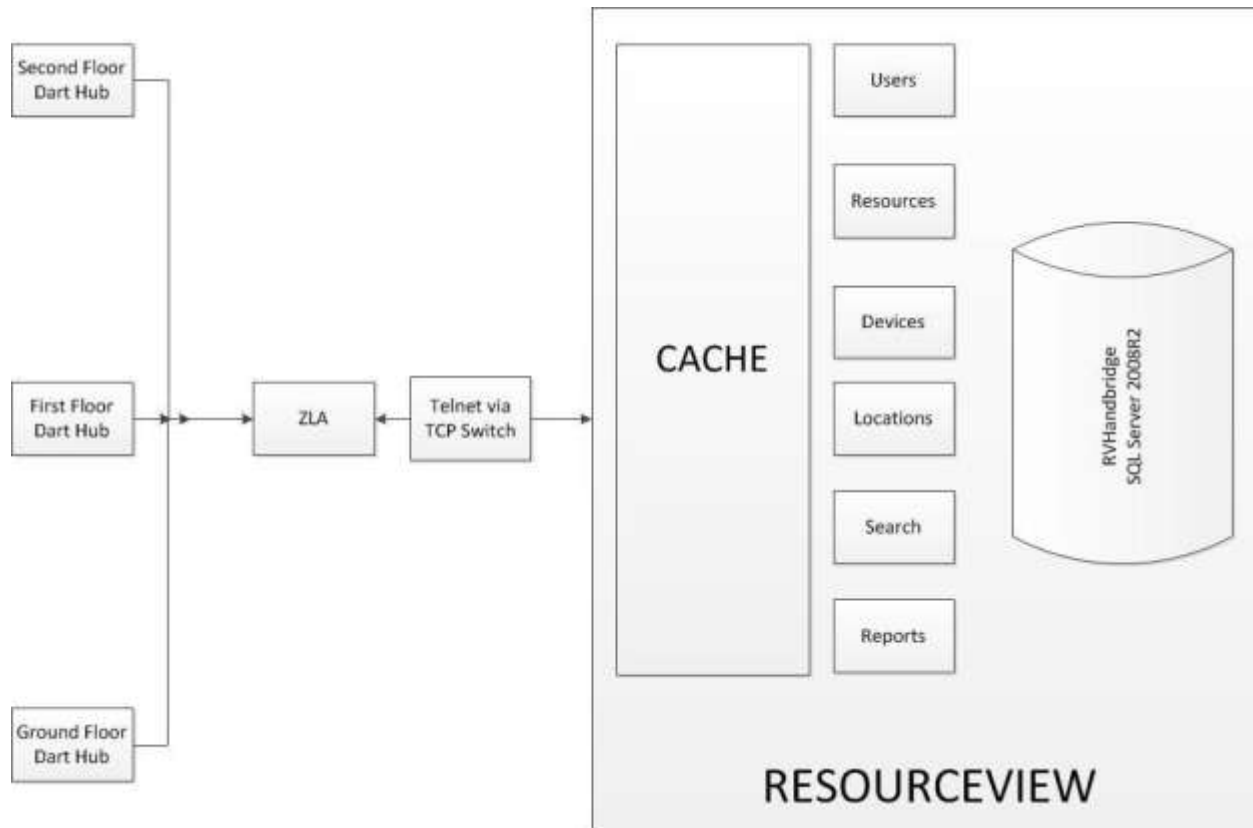 Second Floor
Dart Hub
First Floor
Dart Hub
Ground Floor
Dart Hub
ZLA
Telnet via
TCP Switch
CACHE
Users
Resources
Devices
Locations
Search
Reports
RVHandbridge
SQL Server 2008R2
RESOURCEVIEW